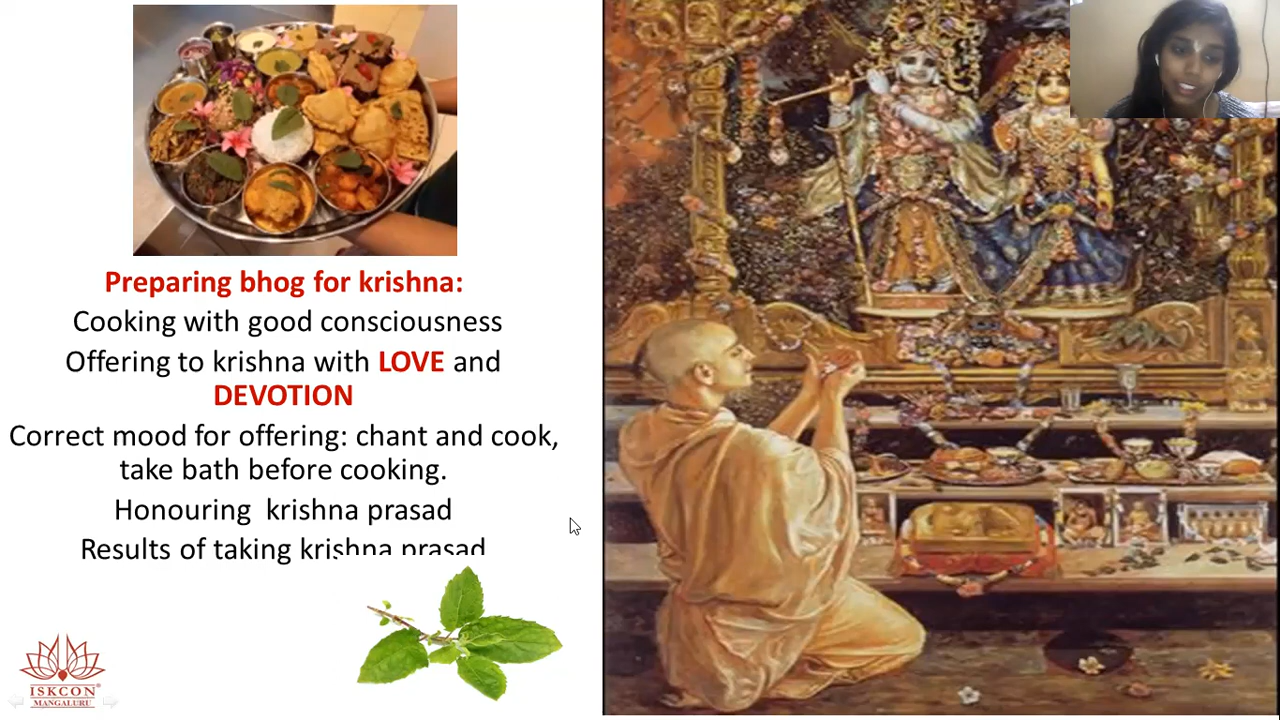 Preparing bhog for krishna:
Cooking with good consciousness
Offering to krishna with LOVE and
DEVOTION
Correct mood for offering: chant and cook,
take bath before cooking.
Honouring krishna prasad
Results of taking krishna prasad
ISKCON
MANGALURU